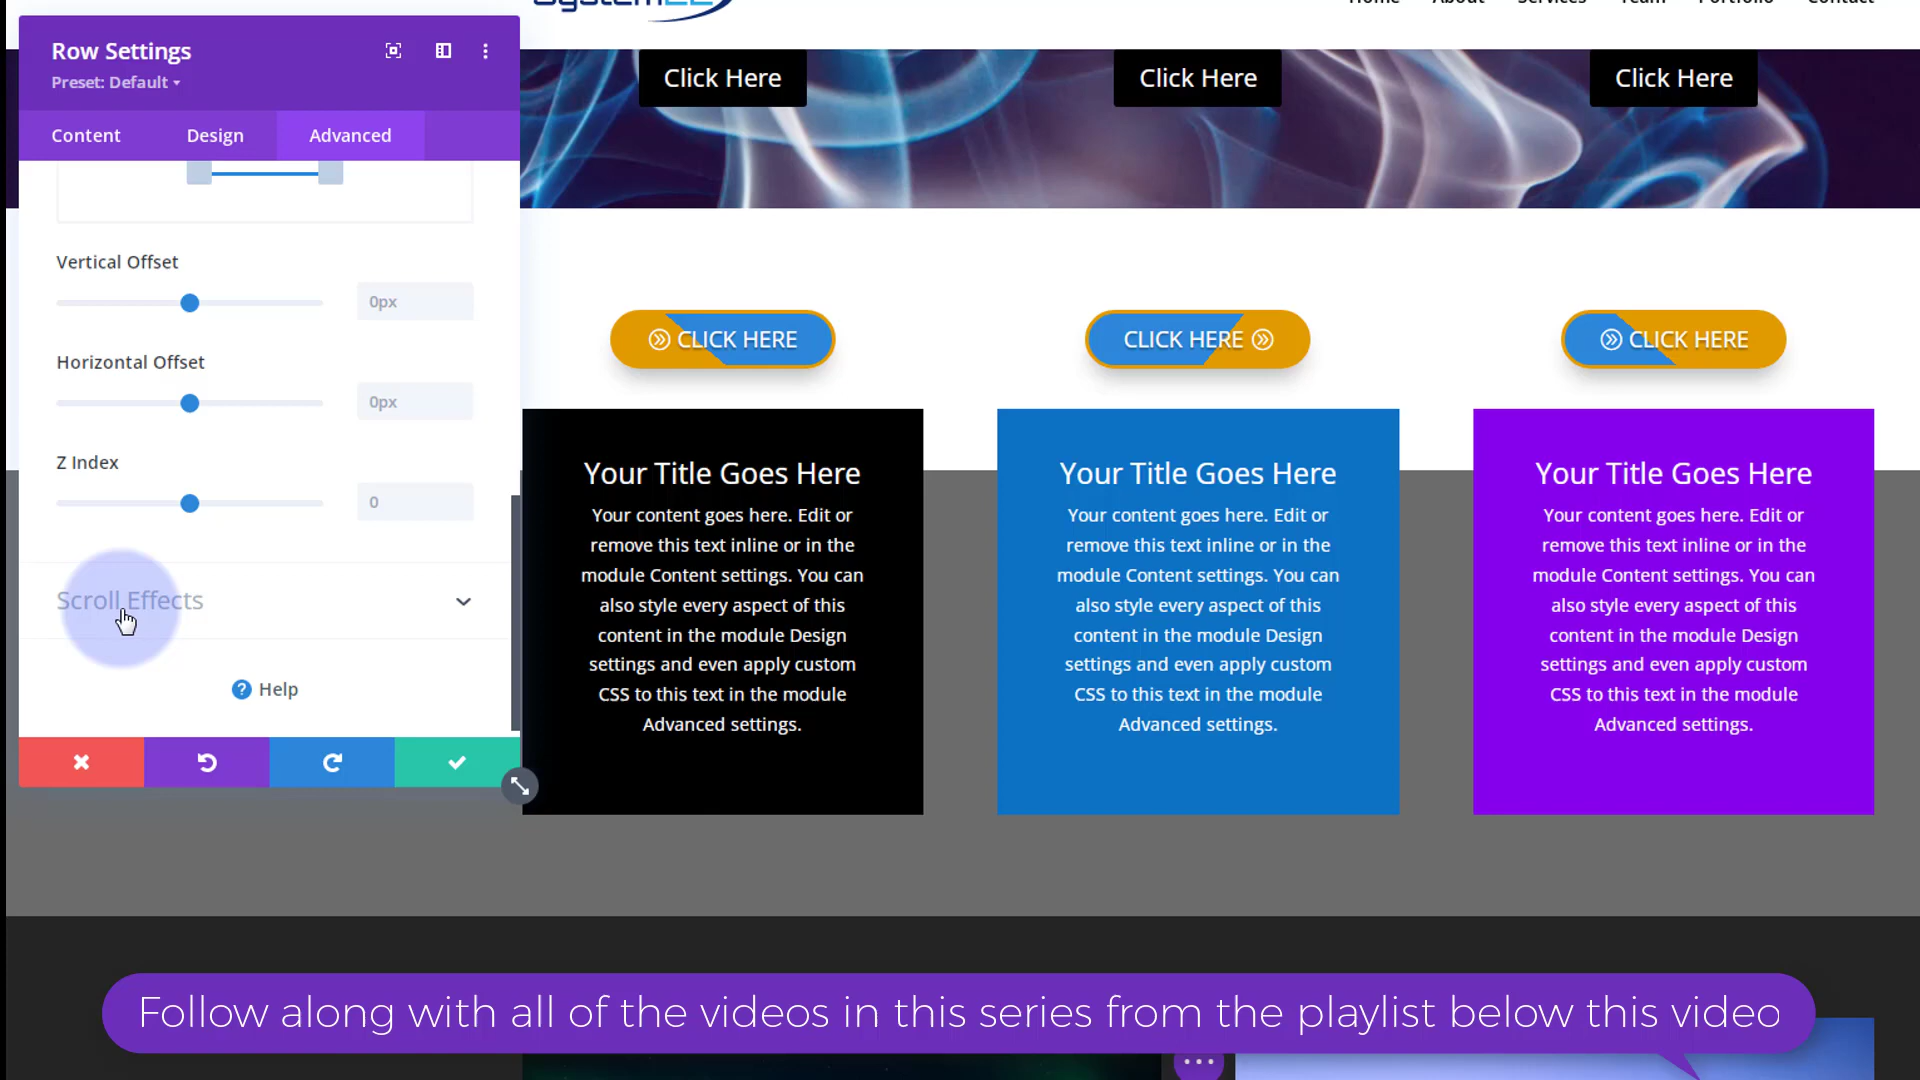 System22
Home About Services Team Portfolio Contact
Row Settings
Preset: Default
Content Design Advanced
Click Here
Click Here
Click Here
Vertical Offset
0px
Horizontal Offset
0px
Z Index
0
Scroll Effects
? Help
CLICK HERE
CLICK HERE
CLICK HERE
Your Title Goes Here
Your content goes here. Edit or
remove this text inline or in the
module Content settings. You can
also style every aspect of this
content in the module Design
settings and even apply custom
CSS to this text in the module
Advanced settings.
Your Title Goes Here
Your content goes here. Edit or
remove this text inline or in the
module Content settings. You can
also style every aspect of this
content in the module Design
settings and even apply custom
CSS to this text in the module
Advanced settings.
Your Title Goes Here
Your content goes here. Edit or
remove this text inline or in the
module Content settings. You can
also style every aspect of this
content in the module Design
settings and even apply custom
CSS to this text in the module
Advanced settings.
Follow along with all of the videos in this series from the playlist below this video